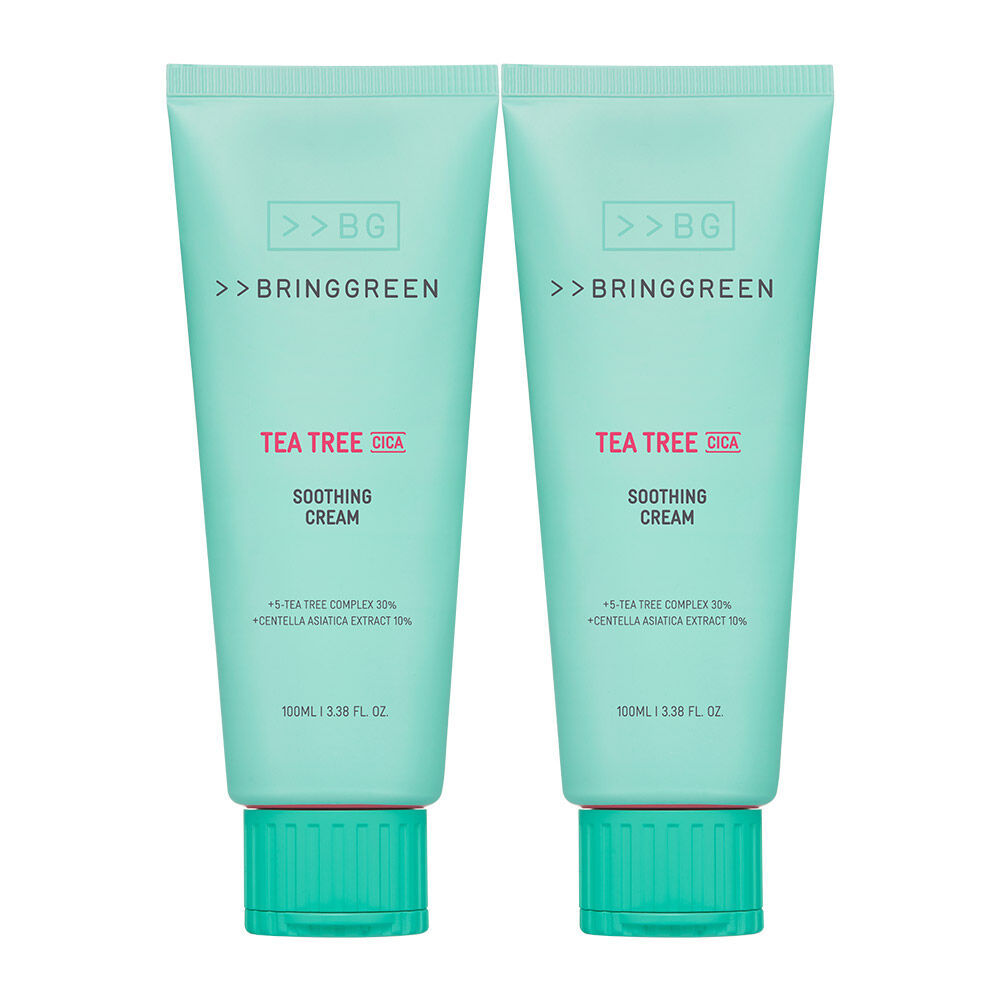 >>BG
>>BRINGGREEN
TEA TREE CICA
SOOTHING
CREAM
+5-TEA TREE COMPLEX 30%
+CENTELLA ASIATICA EXTRACT 10%
100ML I 3.38 FL. OZ.
>>BG
>>BRINGGREEN
TEA TREE CICA
SOOTHING
CREAM
+5-TEA TREE COMPLEX 30%
+CENTELLA ASIATICA EXTRACT 10%
100ML I 3.38 FL. OZ.